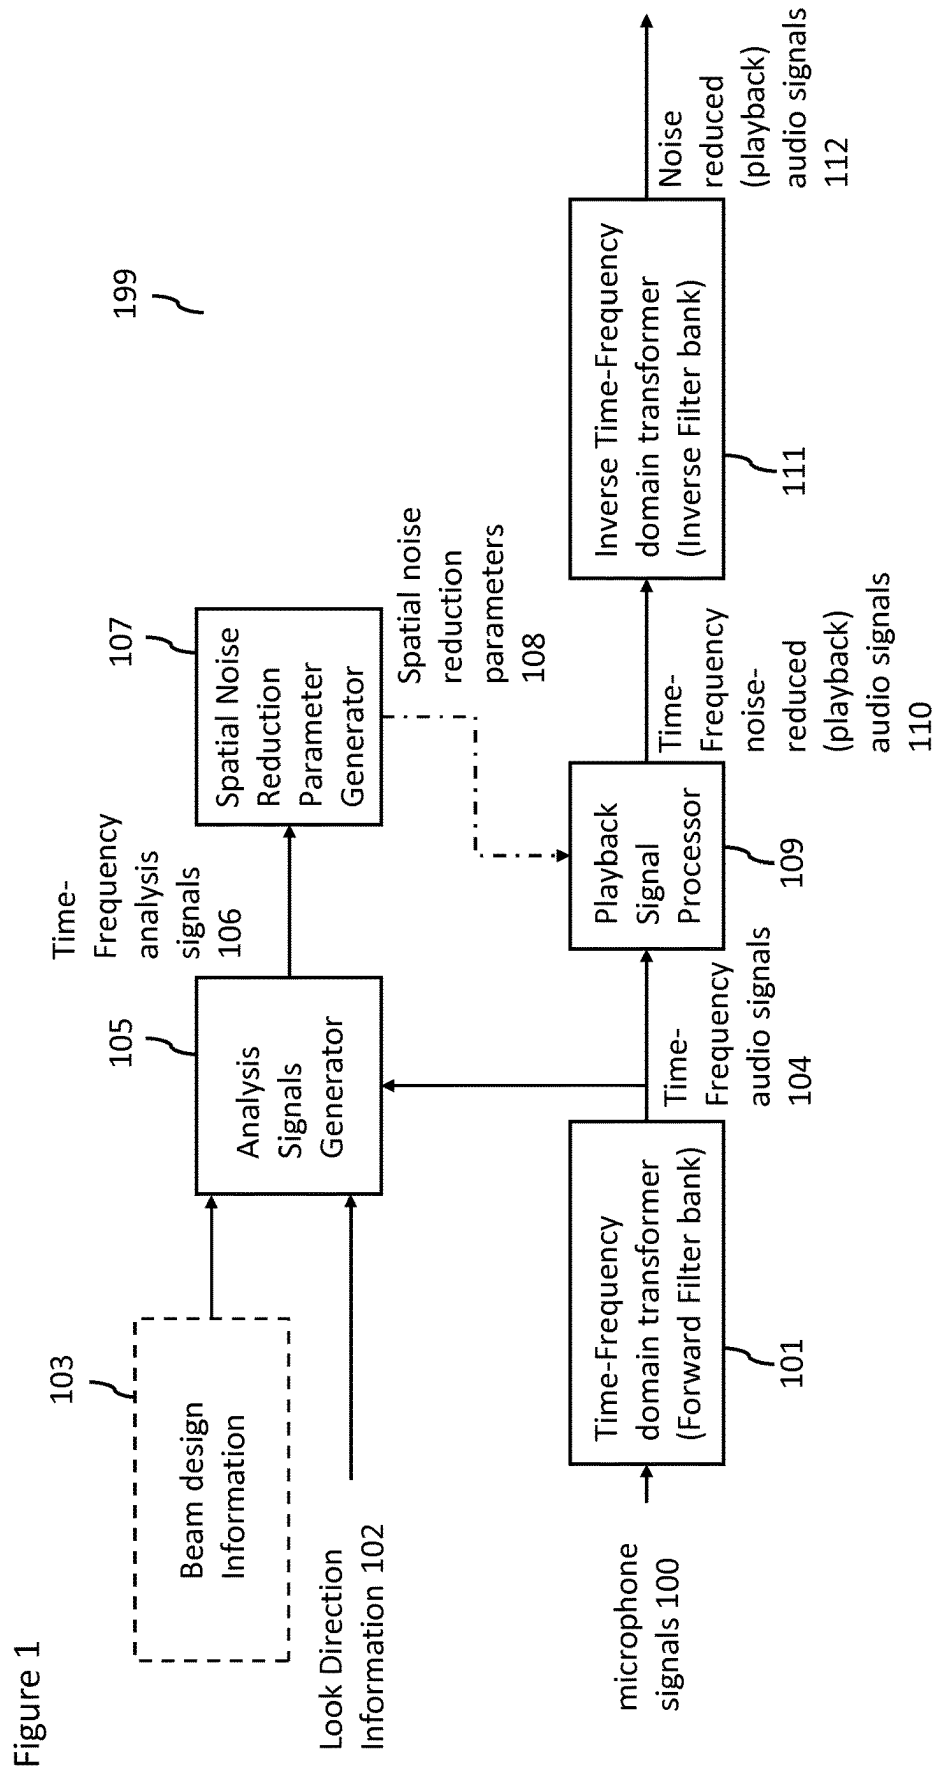 Figure 1
199
103
Beam design
Information
Look Direction
Information 102
105
Analysis
Signals
Generator
Time-
Frequency
analysis
signals
106
107
Spatial Noise
Reduction
Parameter
Generator
Spatial noise
reduction
parameters
108
microphone
signals 100
Time-Frequency
domain transformer
(Forward Filter bank)
101
Time-
Frequency
audio signals
104
Playback
Signal
Processor
109
Time-
Frequency
noise-
reduced
(playback)
audio signals
110
Inverse Time-Frequency
domain transformer
(Inverse Filter bank)
111
Noise
reduced
(playback)
audio signals
112